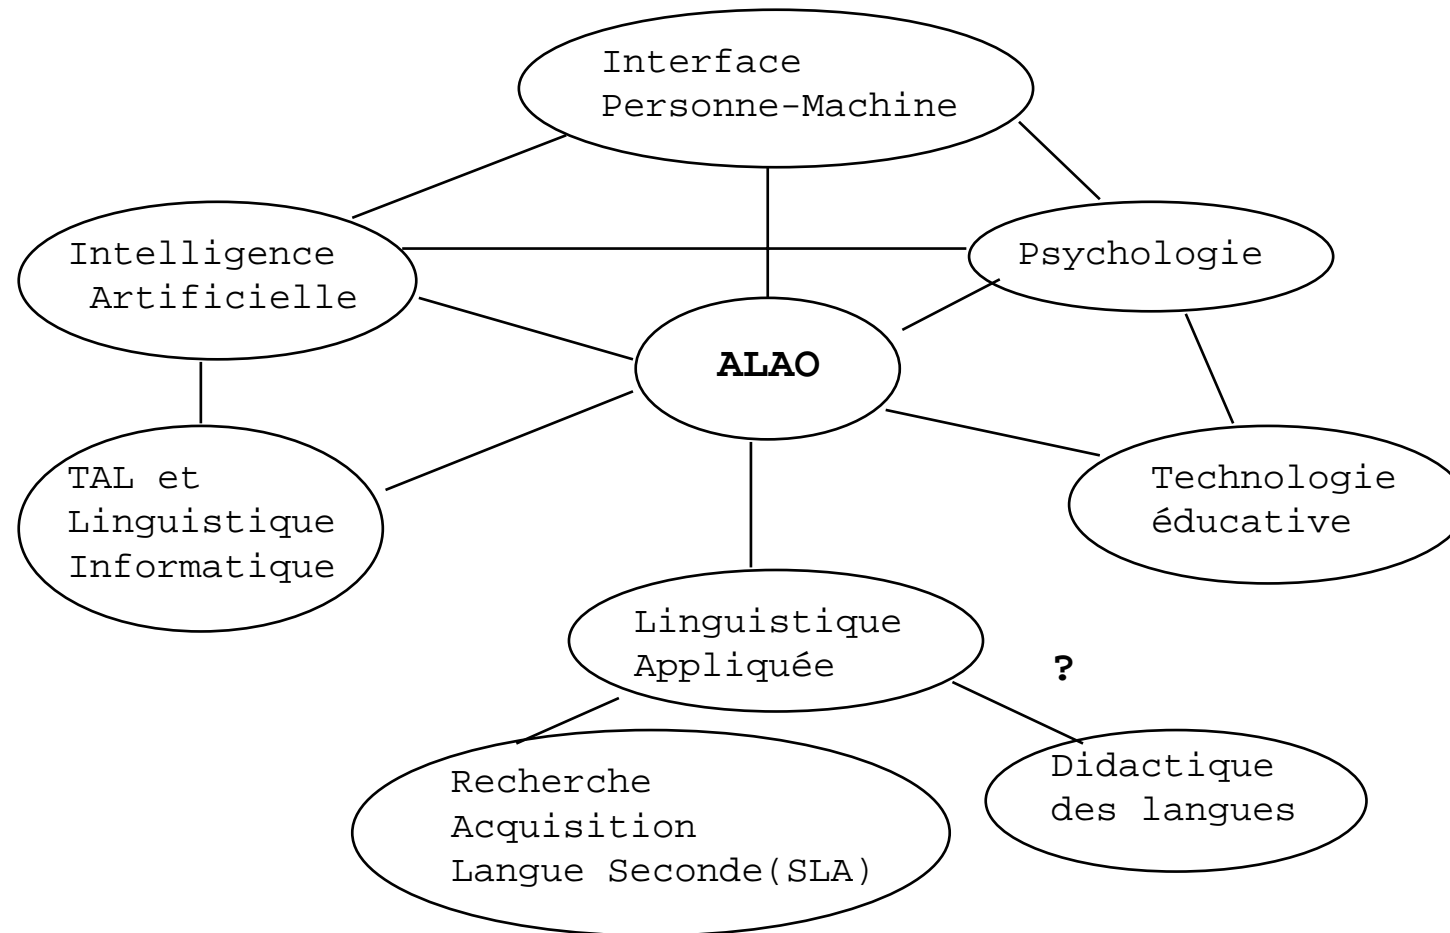 Interface
Personne-Machine
Intelligence
Artificielle
Psychologie
ALAO
TAL et
Linguistique
Informatique
Technologie
éducative
Linguistique
Appliquée
?
Recherche
Acquisition
Langue Seconde(SLA)
Didactique
des langues